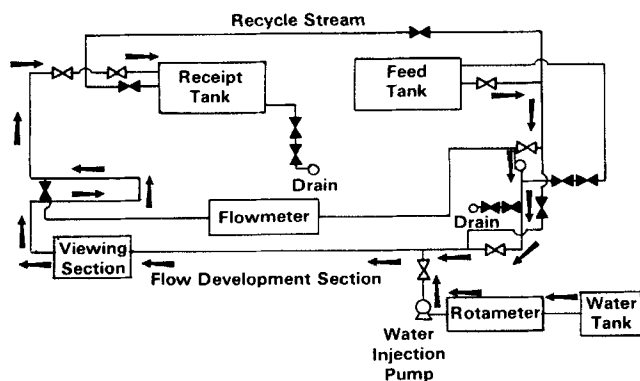 Recycle Stream
Receipt
Tank
Feed
Tank
Drain
Flowmeter
Drain
Viewing
Section
Flow Development Section
Rotameter
Water
Tank
Water
Injection
Pump